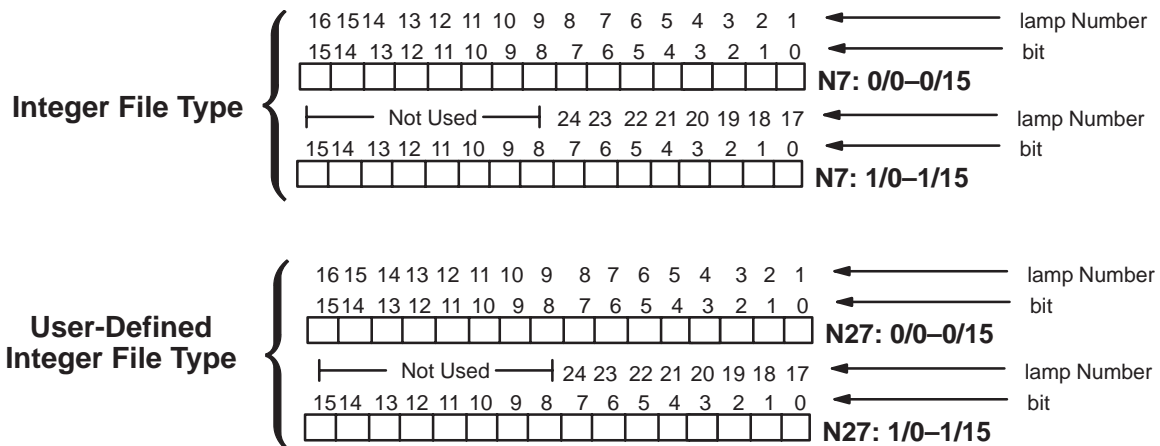 16 15 14 13 12 11 10 9 8 7 6 5 4 3 2 1 lamp Number
15 14 13 12 11 10 9 8 7 6 5 4 3 2 1 0 bit
N7: 0/0–0/15
Integer File Type
Not Used 24 23 22 21 20 19 18 17 lamp Number
15 14 13 12 11 10 9 8 7 6 5 4 3 2 1 0 bit
N7: 1/0–1/15
16 15 14 13 12 11 10 9 8 7 6 5 4 3 2 1 lamp Number
15 14 13 12 11 10 9 8 7 6 5 4 3 2 1 0 bit
N27: 0/0–0/15
User-Defined
Integer File Type
Not Used 24 23 22 21 20 19 18 17 lamp Number
15 14 13 12 11 10 9 8 7 6 5 4 3 2 1 0 bit
N27: 1/0–1/15